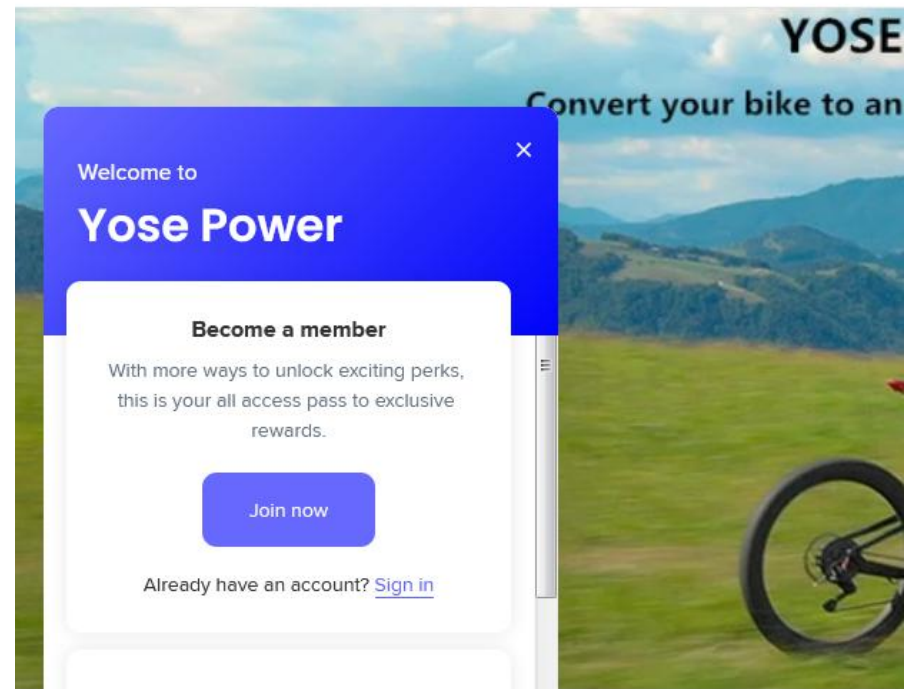 YOSE
Convert your bike to an
Welcome to
Yose Power
Become a member
With more ways to unlock exciting perks,
this is your all access pass to exclusive
rewards.
Join now
Already have an account? Sign in